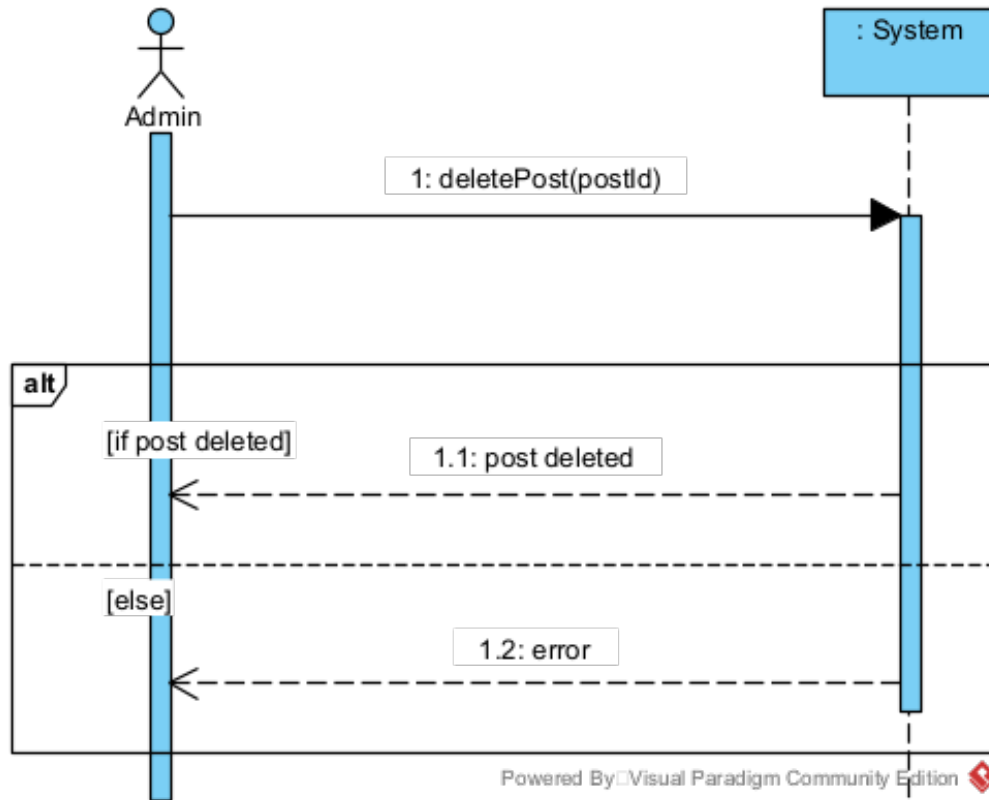 : System
Admin
1: deletePost(postId)
alt
[if post deleted]
1.1: post deleted
[else]
1.2: error
Powered By Visual Paradigm Community Edition